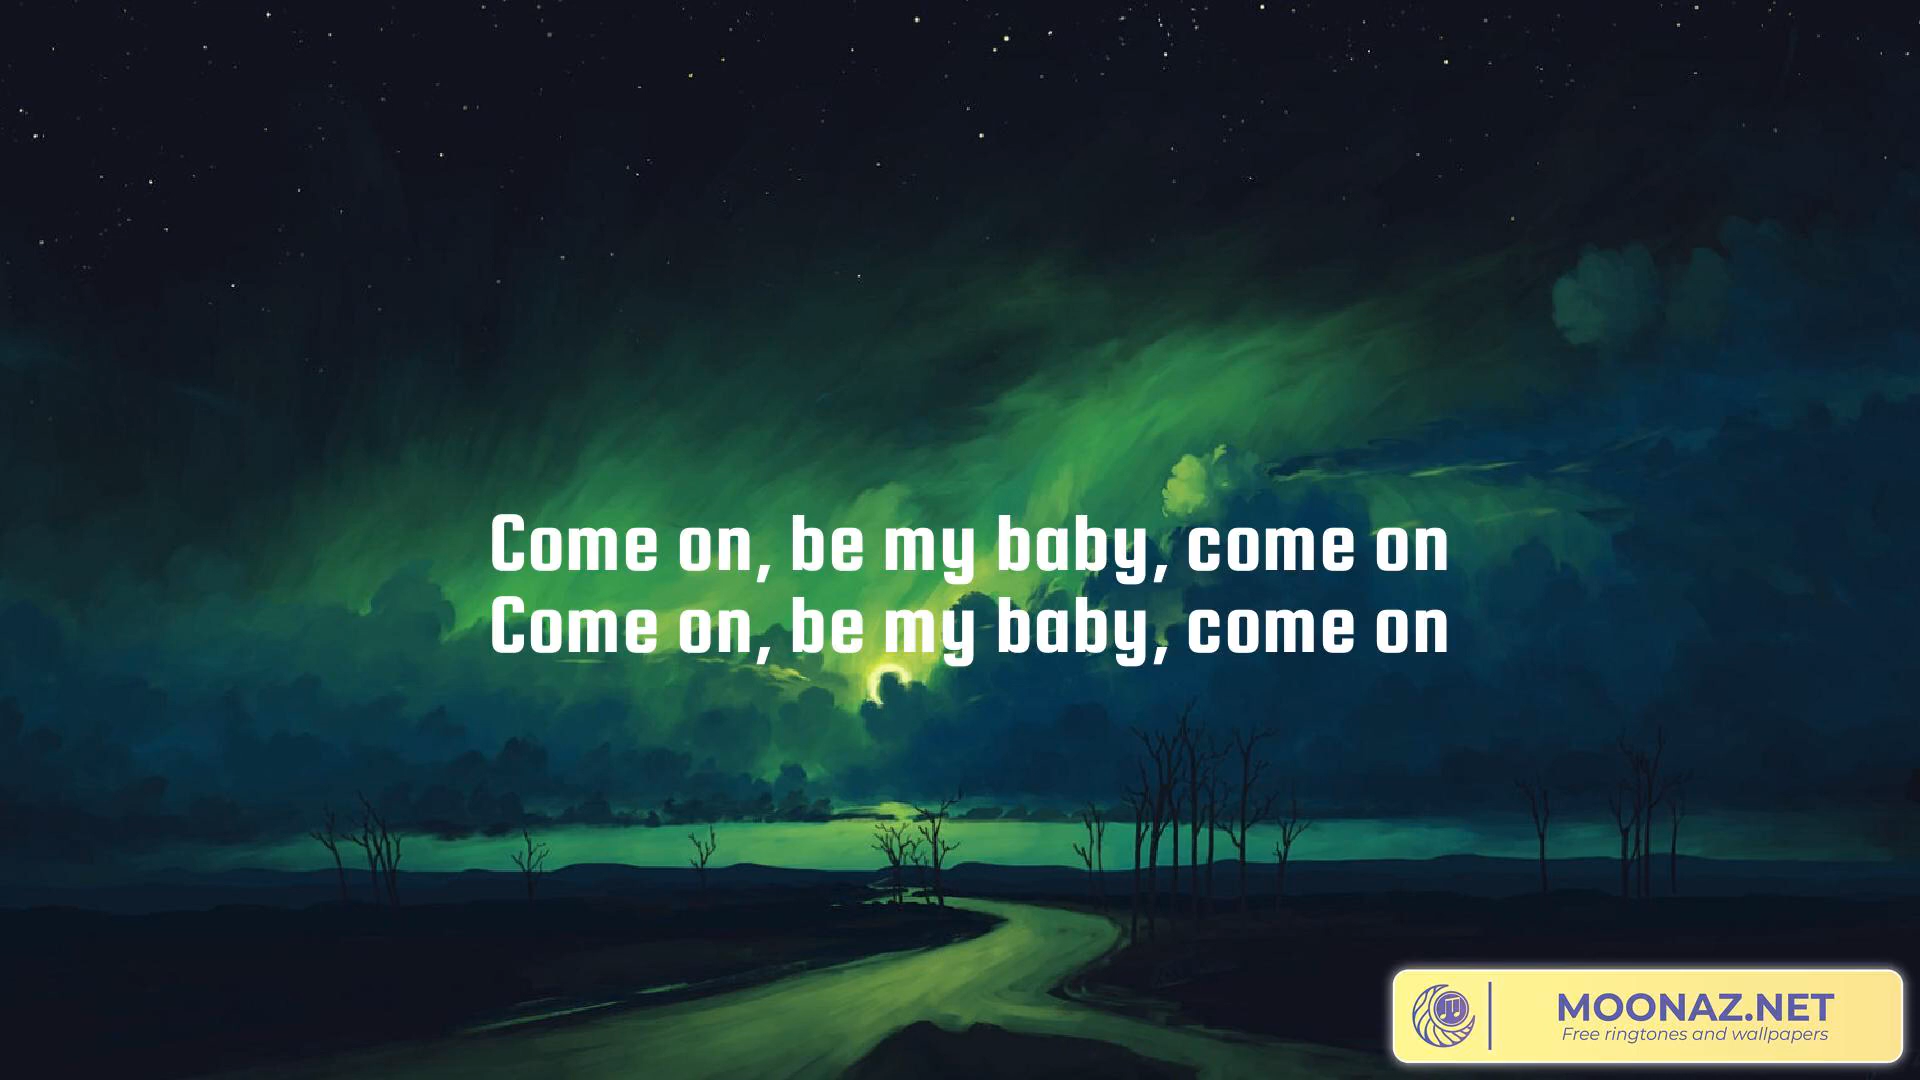 Come on, be my baby, come on
Come on, be my baby, come on
MOONAZ.NET
Free ringtones and wallpapers